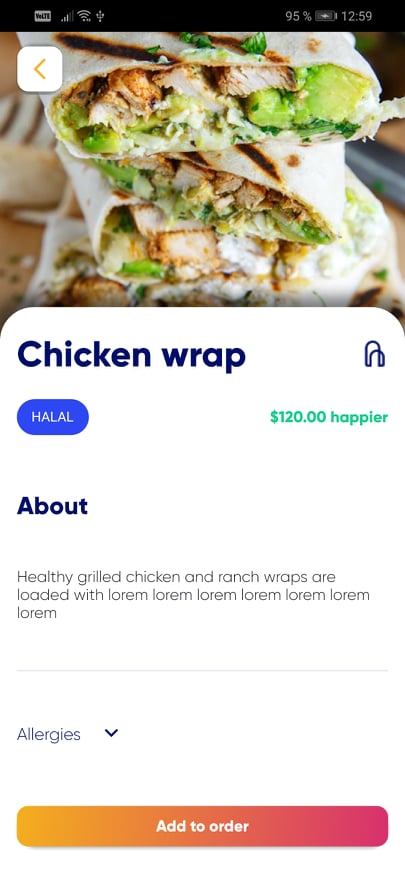 VoLTE 95 % 12:59
Chicken wrap
HALAL $120.00 happier
About
Healthy grilled chicken and ranch wraps are
loaded with lorem lorem lorem lorem lorem lorem
lorem
Allergies
Add to order